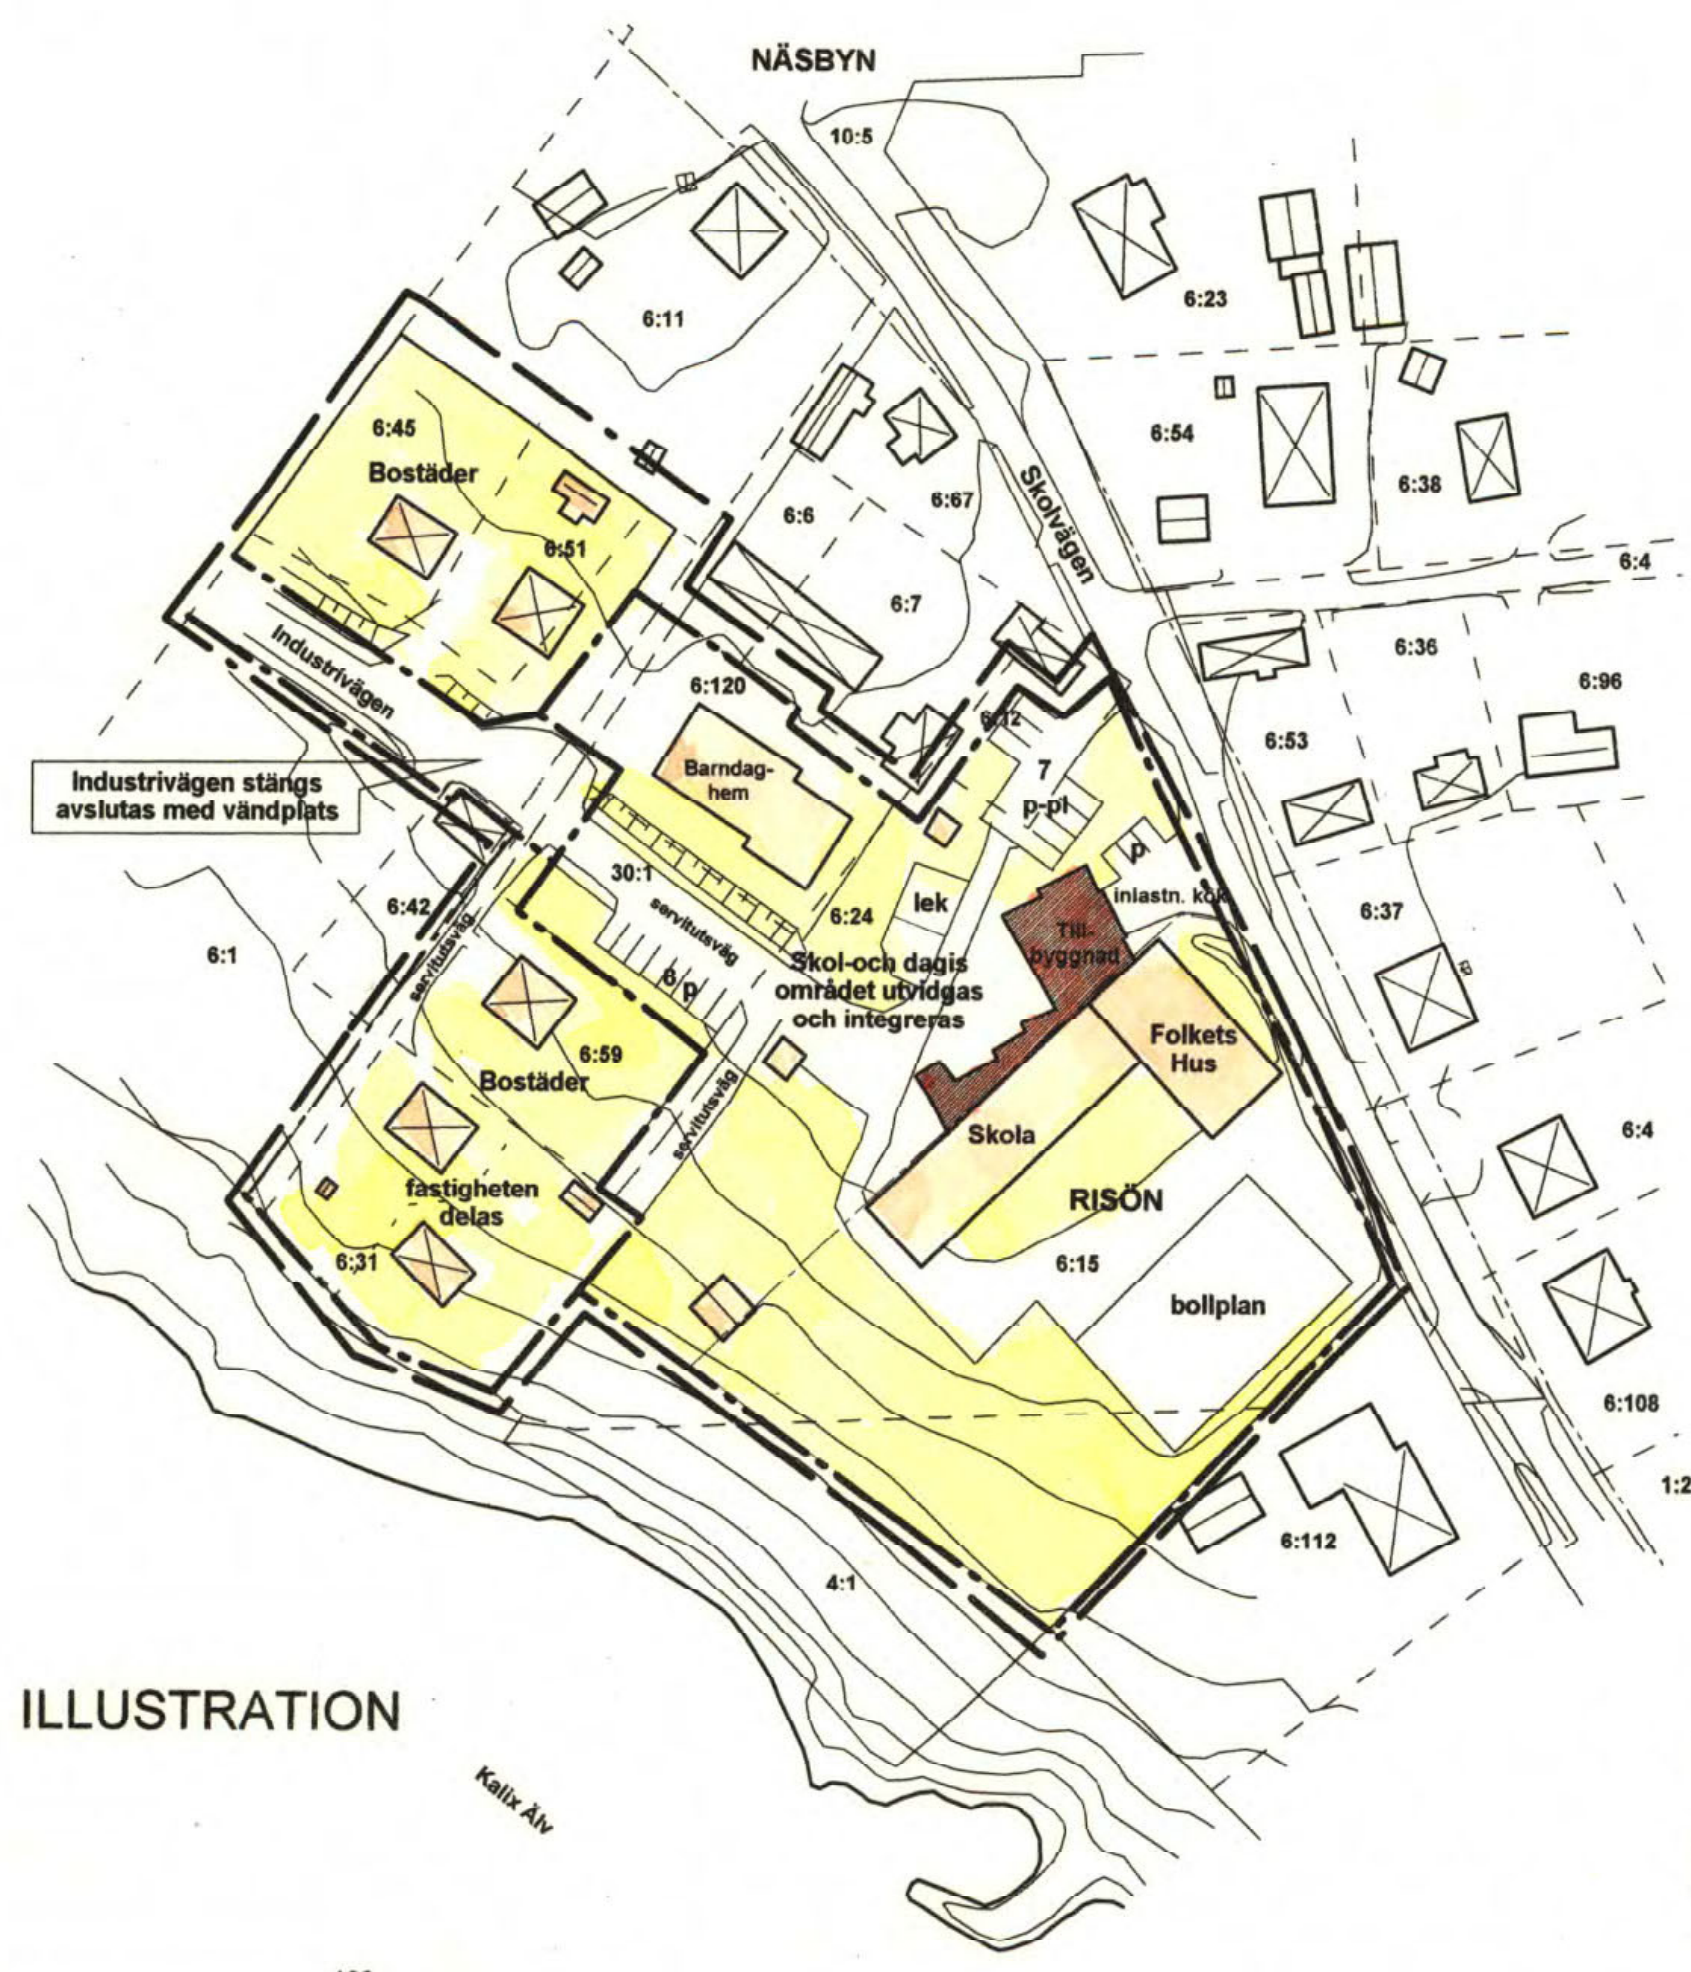 NÄSBYN
10:5
6:23
6:11
6:45
Bostäder
6:54
6:38
6:67
6:6
Skolvägen
6:51
6:4
6:7
Industrivägen
6:120
6:36
6:96
6:53
Industrivägen stängs
avslutas med vändplats
Barndag-
hem
7
p-pl
p
30:1
6:42
servitutsväg
servitutsväg
6:24
lek
inlastn. kök
6:37
6:1
Till-
byggnad
Skol-och dagis
området utvidgas
och integreras
6 p
6:59
Bostäder
Folkets
Hus
servitutsväg
Skola
6:4
fastigheten
delas
RISÖN
6:31
6:15
bollplan
6:108
1:2
6:112
4:1
ILLUSTRATION
Kalix Älv